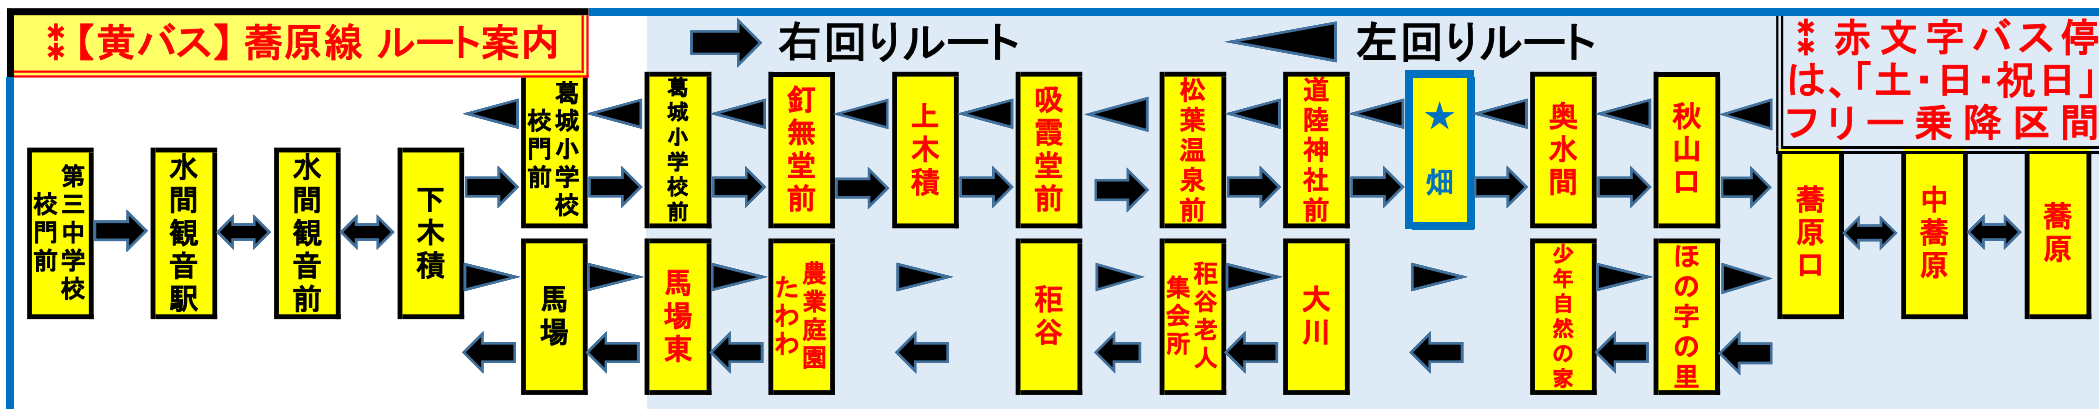 **【黄バス】蕎原線 ルート案内
右回りルート
左回りルート
** 赤文字バス停
は、「土・日・祝日」
フリー乗降区間
第三中学校
校門前
水間観音駅
水間観音前
下木積
葛城小学校
校門前
葛城小学校前
釘無堂前
上木積
吸霞堂前
松葉温泉前
道陸神社前
★畑
奥水間
秋山口
蕎原口
中蕎原
蕎原
馬場
馬場東
農業庭園
たわわ
秬谷
秬谷老人
集会所
大川
少年自然の家
ほの字の里